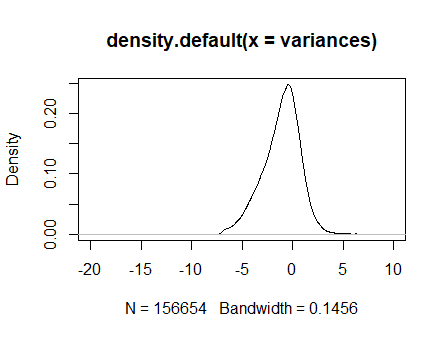 density.default(x = variances)
Density
0.00 0.10 0.20
-20 -15 -10 -5 0 5 10
N = 156654 Bandwidth = 0.1456